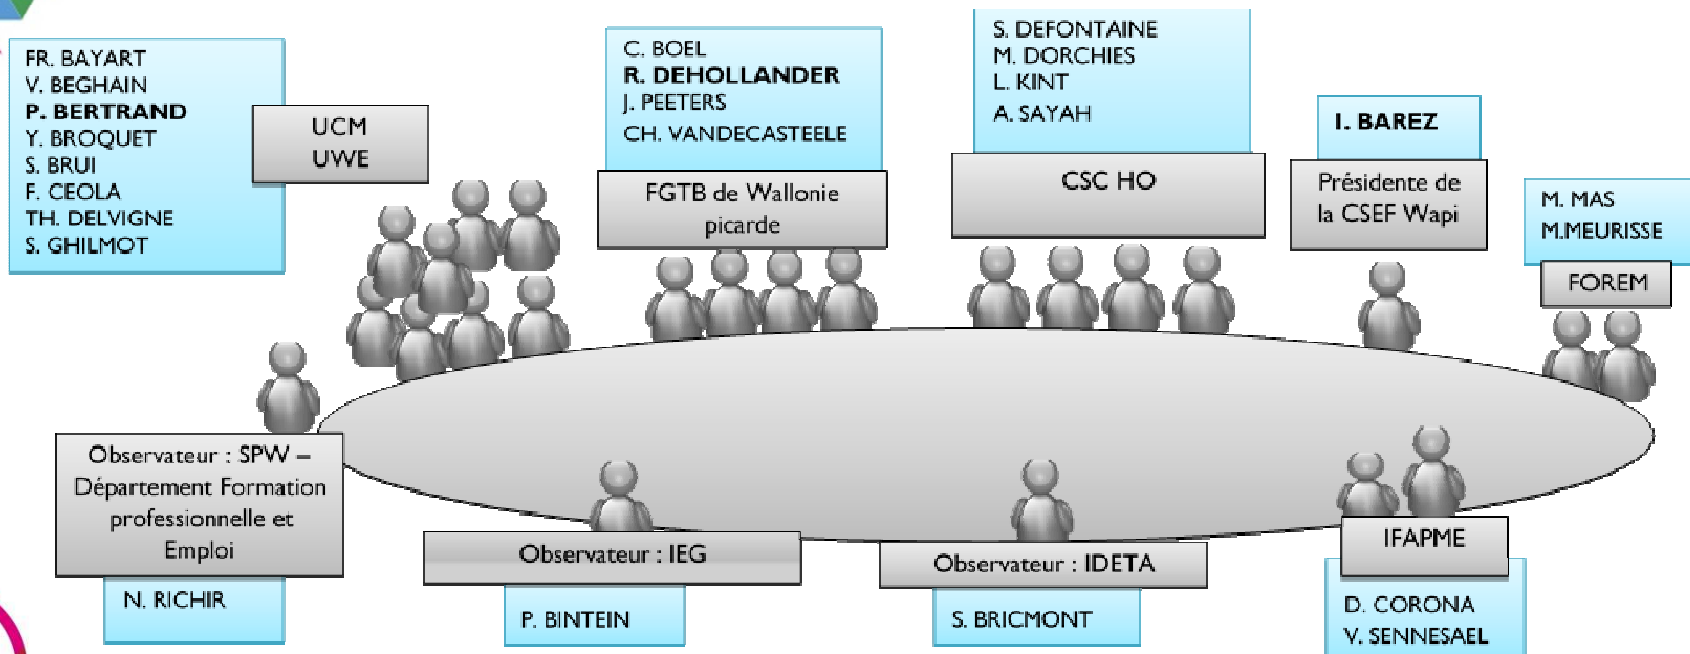 FR. BAYART
V. BEGHAIN
P. BERTRAND
Y. BROQUET
S. BRUI
F. CEOLA
TH. DELVIGNE
S. GHILMOT
UCM
UWE
C. BOEL
R. DEHOLLANDER
J. PEETERS
CH. VANDECASTEELE
FGTB de Wallonie
picarde
S. DEFONTAINE
M. DORCHIES
L. KINT
A. SAYAH
CSC HO
I. BAREZ
Présidente de
la CSEF Wapi
M. MAS
M.MEURISSE
FOREM
Observateur : SPW –
Département Formation
professionnelle et
Emploi
N. RICHIR
Observateur : IEG
P. BINTEIN
Observateur : IDETA
S. BRICMONT
IFAPME
D. CORONA
V. SENNESAEL